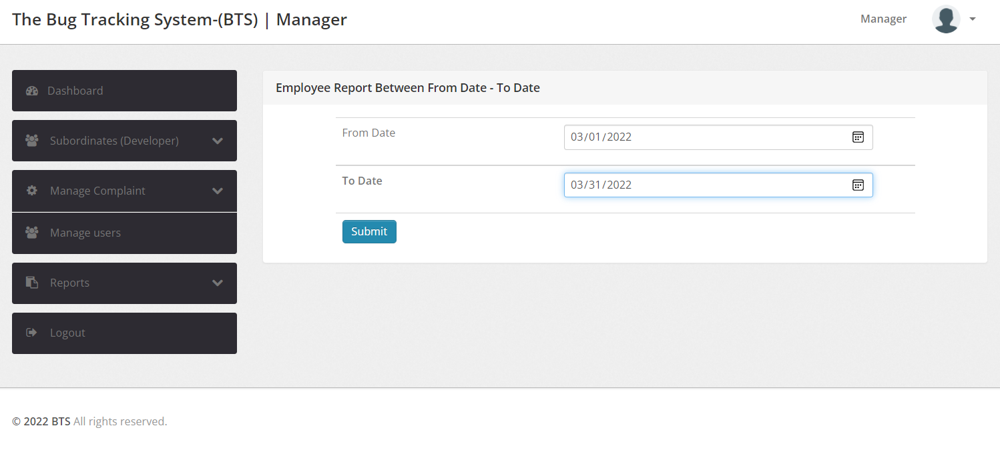 The Bug Tracking System-(BTS) | Manager
Manager
Dashboard
Subordinates (Developer)
Manage Complaint
Manage users
Reports
Logout
Employee Report Between From Date - To Date
From Date
03/01/2022
To Date
03/31/2022
Submit
© 2022 BTS All rights reserved.